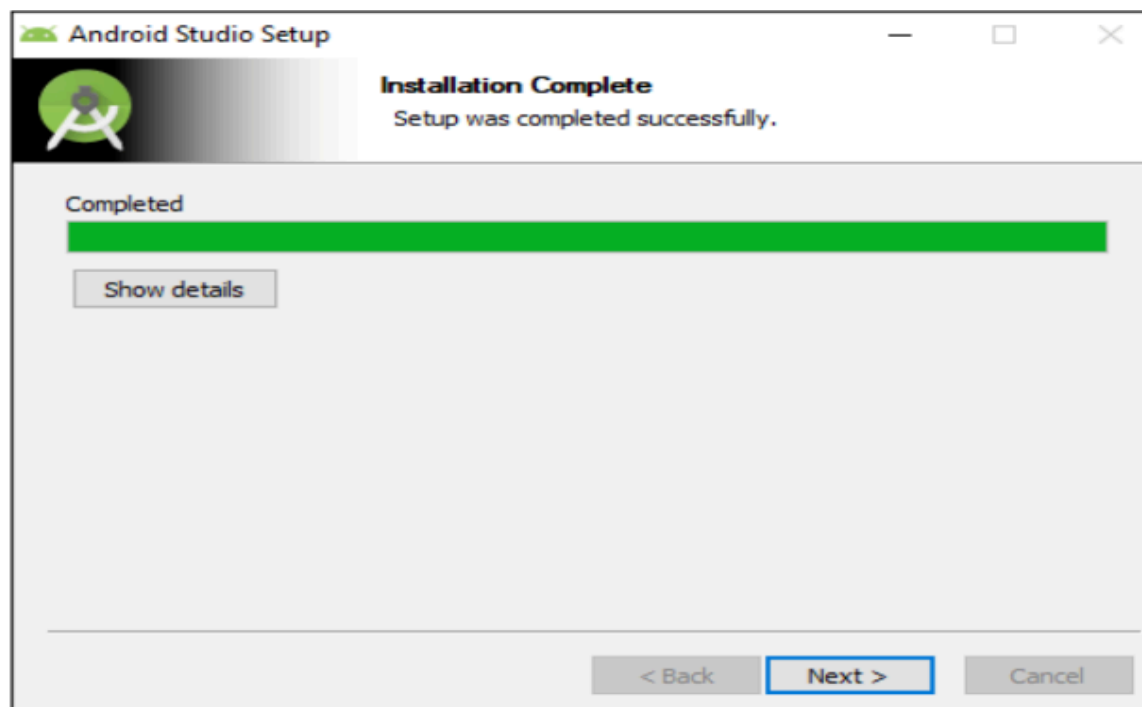 Android Studio Setup
Installation Complete
Setup was completed successfully.
Completed
Show details
< Back
Next >
Cancel